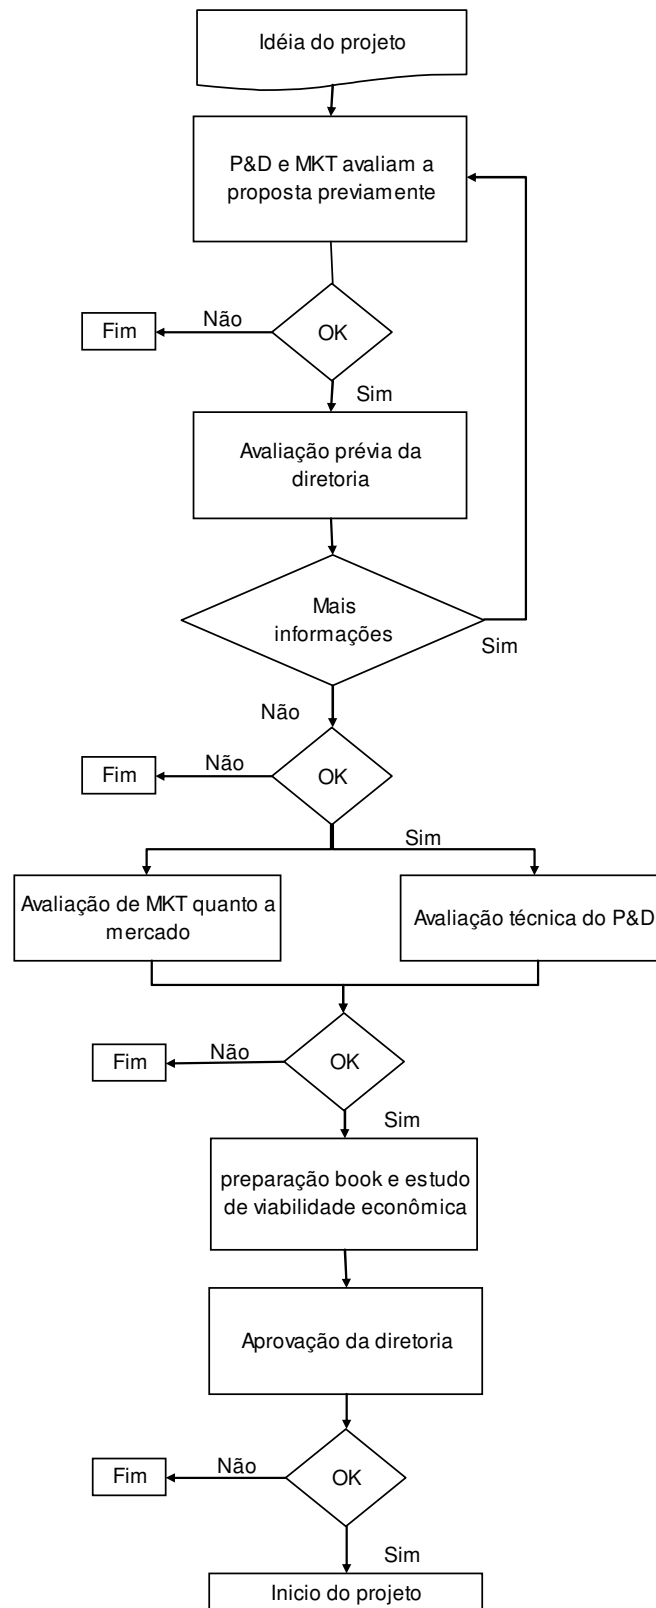 Idéia do projeto
P&D e MKT avaliam a
proposta previamente
Não
Fim
OK
Sim
Avaliação prévia da
diretoria
Mais
informações
Sim
Não
Não
Fim
OK
Sim
Avaliação de MKT quanto a
mercado
Avaliação técnica do P&D
Não
Fim
OK
Sim
preparação book e estudo
de viabilidade econômica
Aprovação da diretoria
Não
Fim
OK
Sim
Inicio do projeto